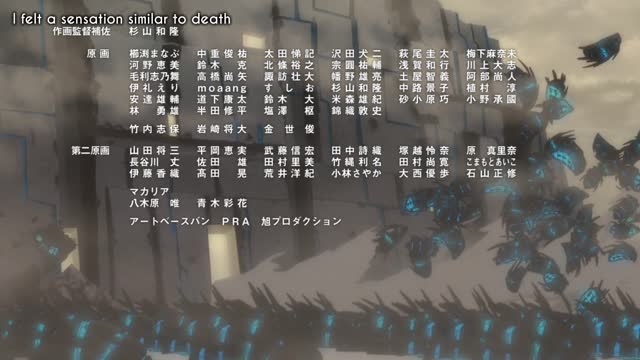 I felt a sensation similar to death
作画監督補佐 杉山和隆
原画 櫛渕まなぶ 中重俊祐 太田悌記 沢田犬二 萩尾圭太 梅下麻奈未
河野恵美 鈴木克 北條裕之 宗圓祐輔 浅賀和行 川上大志
毛利志乃舞 高橋尚矢 諏訪壮大 幡野雄亮 土屋智義 阿部尚人
伊礼えり moaang すしお 杉山和隆 中路景子 植村淳
安達雄輔 道下康太 鈴木大 米森雄紀 砂小原巧 小野承國
林勇雄 半田修平 塩澤枢 錦織敦史
竹内志保 岩崎将大 金世俊
第二原画 山田将三 平岡恵実 武藤信宏 田中詩織 塚越怜奈 原真里奈
長谷川丈 佐田雄 田村里美 竹縄利名 田村尚寛 こまもとあいこ
伊藤香織 高田晃 荒井洋紀 小林さやか 大西優歩 石山正修
マカリア
八木原唯 青木彩花
アートベースバン PRA 旭プロダクション